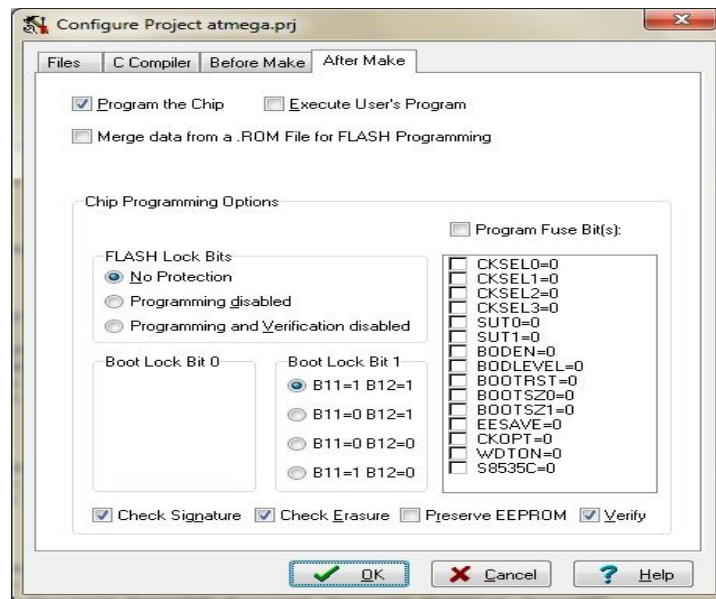 Configure Project atmega.prj
Files C Compiler Before Make After Make
Program the Chip Execute User's Program
Merge data from a .ROM File for FLASH Programming
Chip Programming Options
Program Fuse Bit(s):
FLASH Lock Bits
No Protection
Programming disabled
Programming and Verification disabled
Boot Lock Bit 0
Boot Lock Bit 1
B11=1 B12=1
B11=0 B12=1
B11=0 B12=0
B11=1 B12=0
CKSEL0=0
CKSEL1=0
CKSEL2=0
CKSEL3=0
SUT0=0
SUT1=0
BODEN=0
BODLEVEL=0
BOOTRST=0
BOOTSZ0=0
BOOTSZ1=0
EESAVE=0
CKOPT=0
WDTON=0
S8535C=0
Check Signature Check Erasure Preserve EEPROM Verify
OK Cancel Help